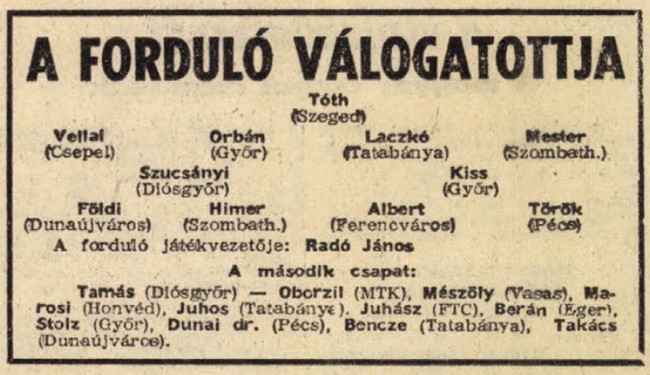 A FORDULÓ VÁLOGATOTTJA
Tóth
(Szeged)
Vellai Orbán Laczkó Mester
(Csepel) (Győr) (Tatabánya) (Szombath.)
Szucsányi Kiss
(Diósgyőr) (Győr)
Földi Himer Albert Török
(Dunaújváros) (Szombath.) (Ferencváros) (Pécs)
A forduló játékvezetője: Radó János
A második csapat:
Tamás (Diósgyőr) — Oborzil (MTK), Mészöly (Vasas), Ma-
rosi (Honvéd), Juhos (Tatabánya). Juhász (FTC), Berán (Eger),
Stolz (Győr), Dunai dr. (Pécs), Bencze (Tatabánya), Takács
(Dunaújváros).